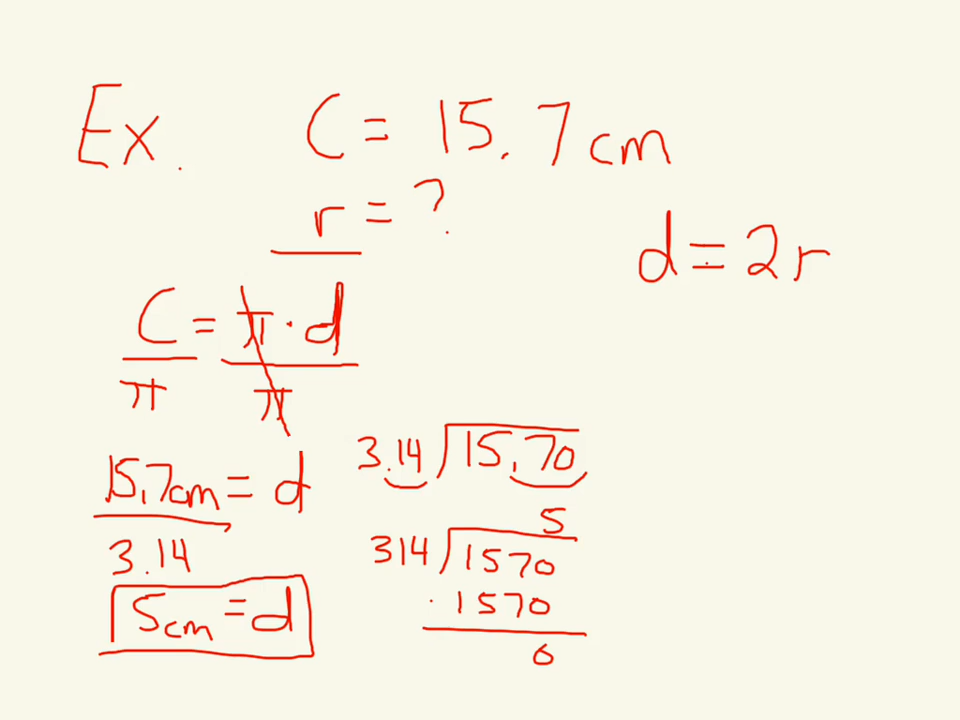 Ex. C = 15.7 cm
r = ?
d = 2r
C = π · d
π π
15.7cm = d
3.14
5cm = d
3.14 15.70
5
314 1570
1570
0